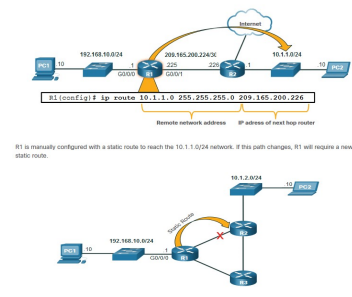 Internet
192.168.10.0/24
209.165.200.224/30
10.1.1.0/24
PC1
.10
.1
G0/0/0
R1
.225
G0/0/1
.226
R2
.1
.10
PC2
R1(config)# ip route 10.1.1.0 255.255.255.0 209.165.200.226
Remote network address
IP adress of next hop router
R1 is manually configured with a static route to reach the 10.1.1.0/24 network. If this path changes, R1 will require a new
static route.
10.1.2.0/24
.10
PC2
Static Route
R2
192.168.10.0/24
PC1
.10
.1
G0/0/0
R1
R3